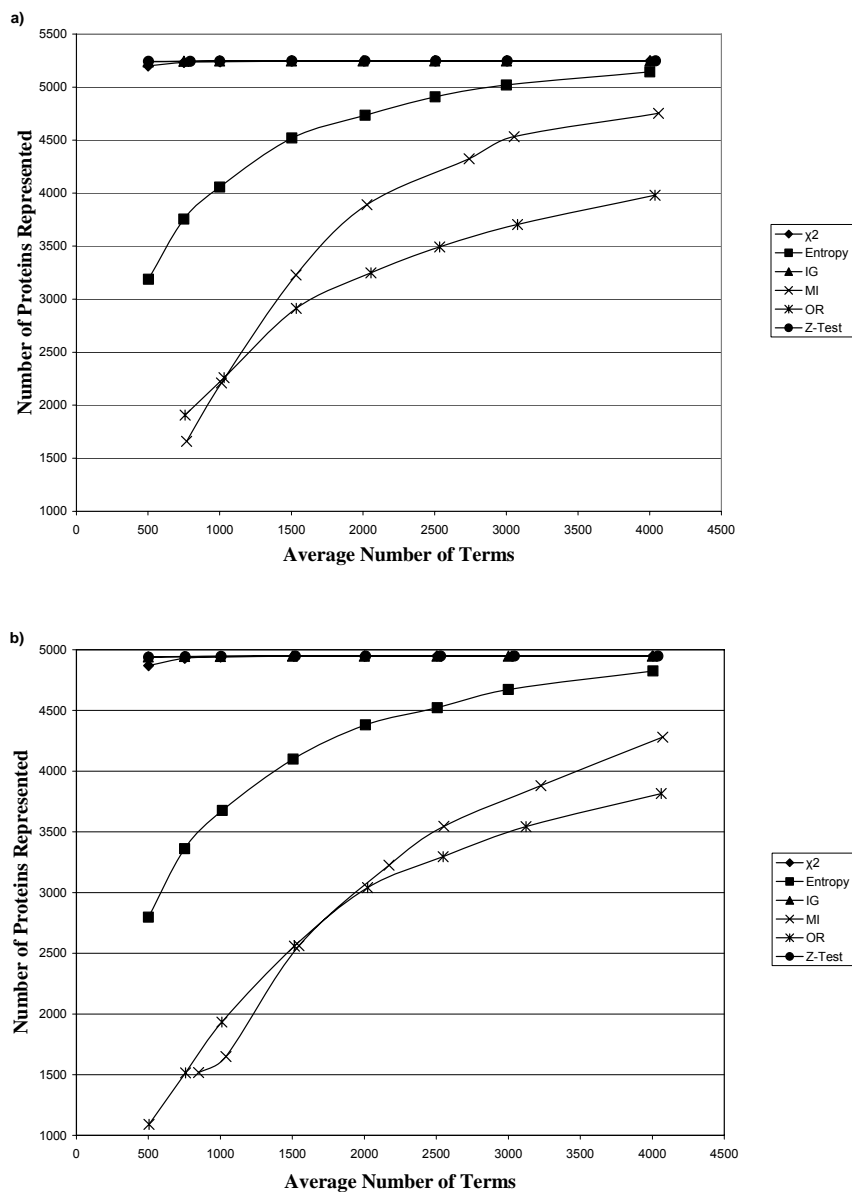 a)
5500
5000
4500
4000
3500
3000
2500
2000
1500
1000
Number of Proteins Represented
0 500 1000 1500 2000 2500 3000 3500 4000 4500
Average Number of Terms
χ2
Entropy
IG
MI
OR
Z-Test
b)
5000
4500
4000
3500
3000
2500
2000
1500
1000
Number of Proteins Represented
0 500 1000 1500 2000 2500 3000 3500 4000 4500
Average Number of Terms
χ2
Entropy
IG
MI
OR
Z-Test